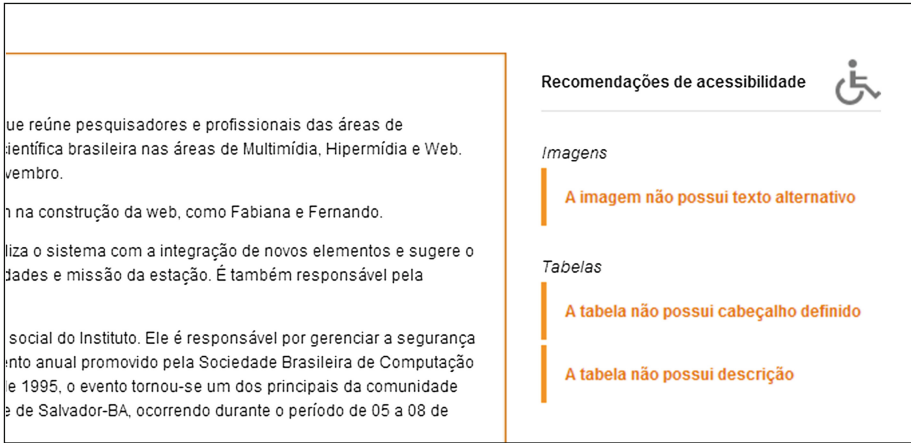 ue reúne pesquisadores e profissionais das áreas de
ientífica brasileira nas áreas de Multimídia, Hipermídia e Web.
vembro.
na construção da web, como Fabiana e Fernando.
liza o sistema com a integração de novos elementos e sugere o
dades e missão da estação. É também responsável pela
social do Instituto. Ele é responsável por gerenciar a segurança
nto anual promovido pela Sociedade Brasileira de Computação
e 1995, o evento tornou-se um dos principais da comunidade
e de Salvador-BA, ocorrendo durante o período de 05 a 08 de
Recomendações de acessibilidade
Imagens
A imagem não possui texto alternativo
Tabelas
A tabela não possui cabeçalho definido
A tabela não possui descrição